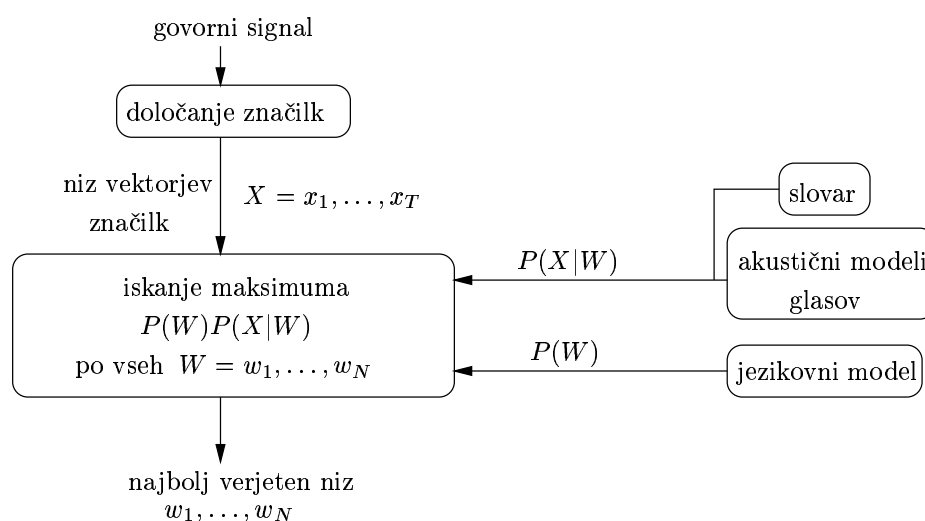 govorni signal
določanje značilk
niz vektorjev
značilk
X = x_1, . . . , x_T
slovar
P(X|W)
akustični modeli
glasov
iskanje maksimuma
P(W)P(X|W)
po vseh W = w_1, . . . , w_N
P(W)
jezikovni model
najbolj verjeten niz
w_1, . . . , w_N